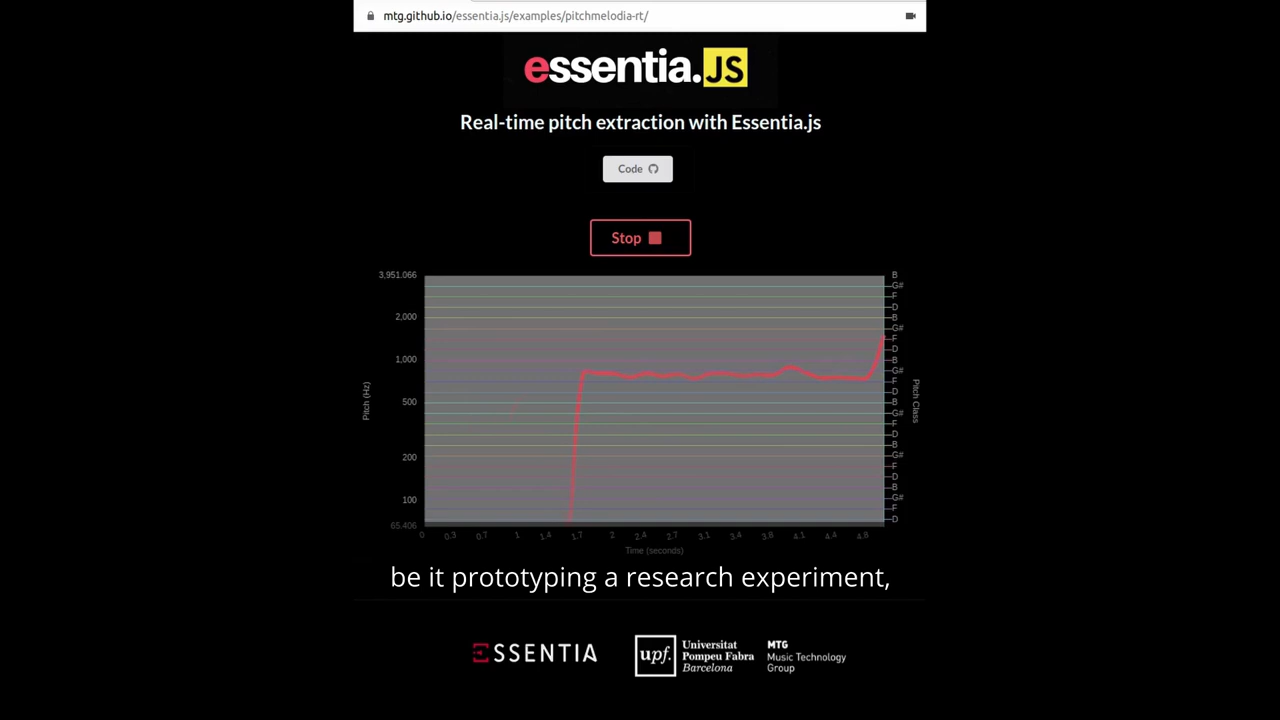 mtg.github.io/essentia.js/examples/pitchmelodia-rt/
essentia.JS
Real-time pitch extraction with Essentia.js
Code
Stop
3,951.066
2,000
1,000
500
200
100
65.406
Pitch (Hz)
B
G#
F
D
B
G#
F
D
B
G#
F
D
B
G#
F
D
B
G#
F
D
B
G#
F
D
Pitch Class
0 0.3 0.7 1 1.4 1.7 2 2.4 2.7 3.1 3.4 3.8 4.1 4.4 4.8
Time (seconds)
be it prototyping a research experiment,
ESSENTIA
upf.
Universitat
Pompeu Fabra
Barcelona
MTG
Music Technology
Group